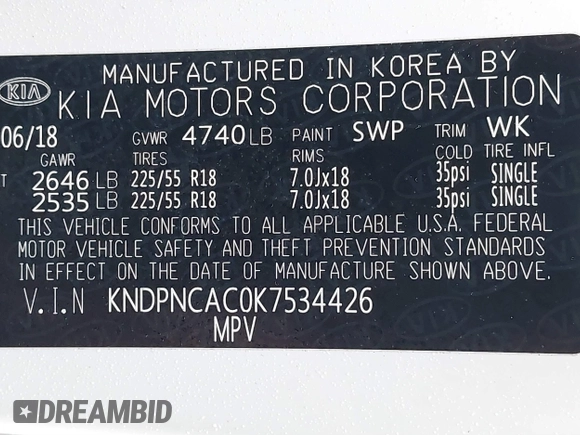 MANUFACTURED IN KOREA BY
KIA KIA MOTORS CORPORATION
06/18 GVWR 4740 LB PAINT SWP TRIM WK
GAWR TIRES RIMS COLD TIRE INFL
T 2646 LB 225/55 R18 7.0Jx18 35psi SINGLE
2535 LB 225/55 R18 7.0Jx18 35psi SINGLE
THIS VEHICLE CONFORMS TO ALL APPLICABLE U.S.A. FEDERAL
MOTOR VEHICLE SAFETY AND THEFT PREVENTION STANDARDS
IN EFFECT ON THE DATE OF MANUFACTURE SHOWN ABOVE.
V.I.N KNDPNCAC0K7534426
MPV
DREAMBID